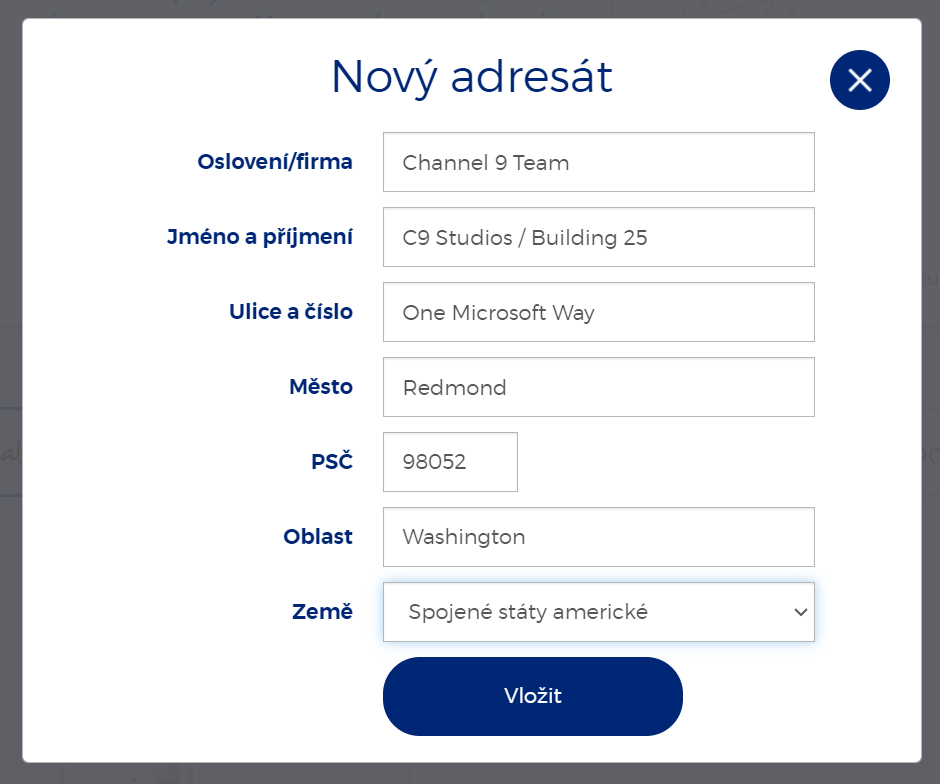 Nový adresát
Oslovení/firma Channel 9 Team
Jméno a příjmení C9 Studios / Building 25
Ulice a číslo One Microsoft Way
Město Redmond
PSČ 98052
Oblast Washington
Země Spojené státy americké
Vložit